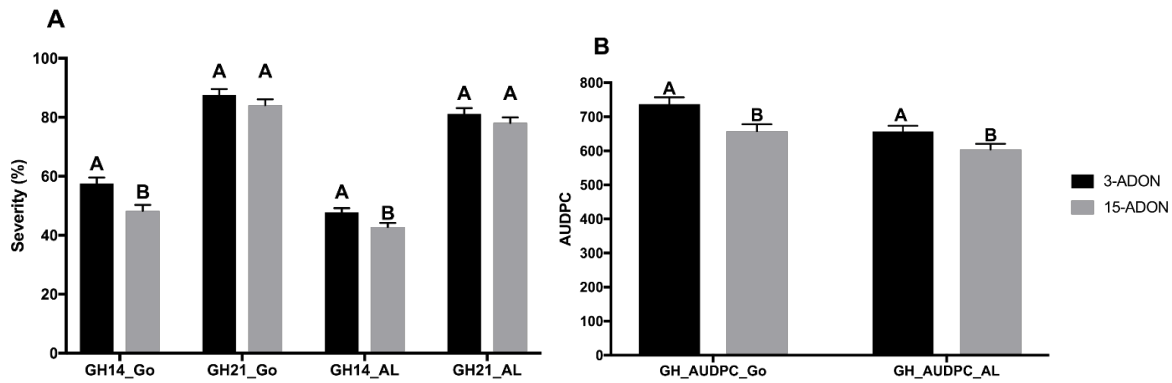 A
Severity (%)
100
80
60
40
20
0
A
B
A
A
A
B
A
A
GH14_Go
GH21_Go
GH14_AL
GH21_AL
B
AUDPC
800
700
600
500
400
300
200
100
0
A
B
A
B
GH_AUDPC_Go
GH_AUDPC_AL
3-ADON
15-ADON